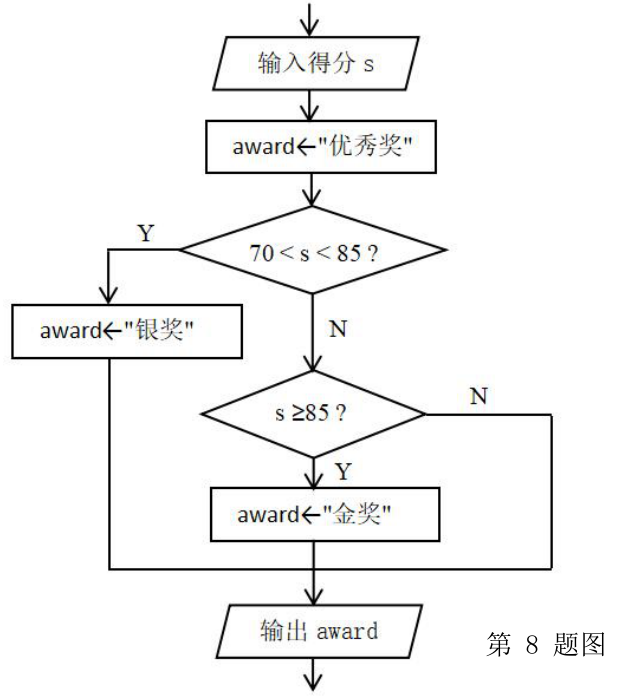 输入得分 s
award←"优秀奖"
Y
70 < s < 85 ?
award←"银奖"
N
s ≥85 ?
N
Y
award←"金奖"
输出 award
第 8 题图